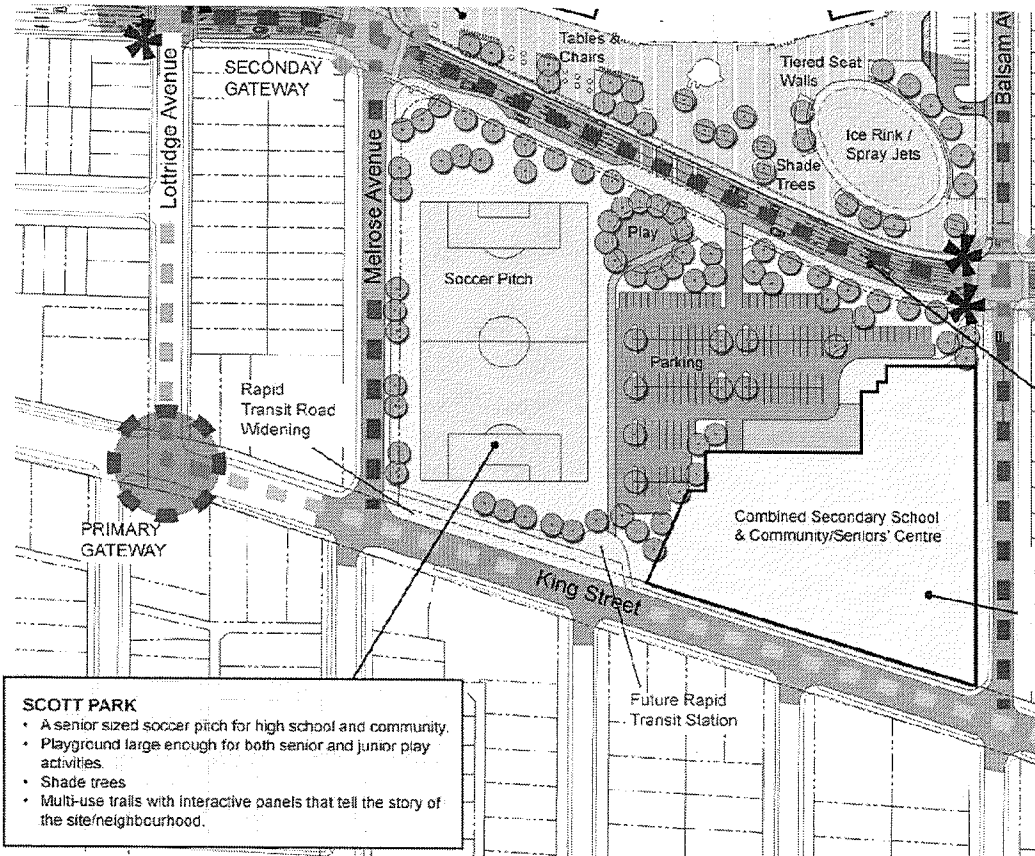 Tables &
Chairs
SECONDAY
GATEWAY
Tiered Seat
Walls
Balsam Av
Lottridge Avenue
Melrose Avenue
Ice Rink /
Spray Jets
Shade
Trees
Play
Soccer Pitch
Parking
Rapid
Transit Road
Widening
PRIMARY
GATEWAY
Combined Secondary School
& Community/Seniors' Centre
King Street
Future Rapid
Transit Station
SCOTT PARK
• A senior sized soccer pitch for high school and community.
• Playground large enough for both senior and junior play
activities.
• Shade trees
• Multi-use trails with interactive panels that tell the story of
the site/neighbourhood.